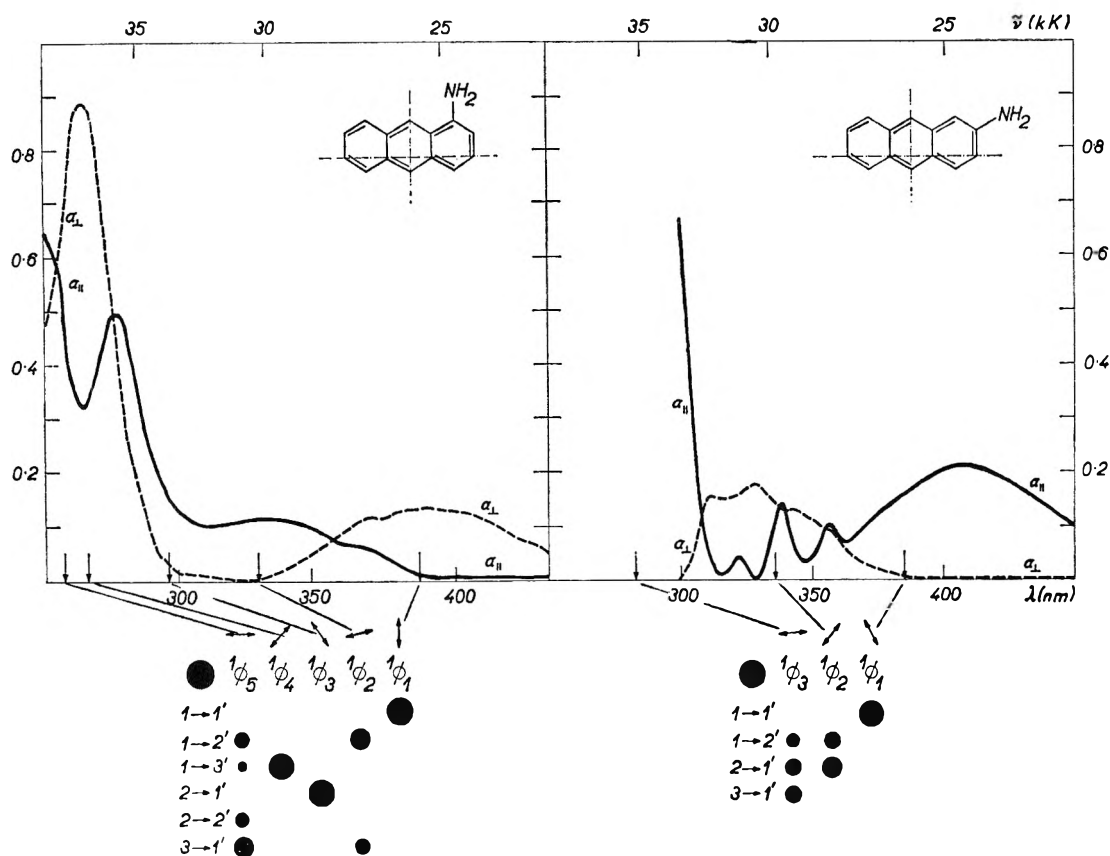 35 30 25 35 30 25 ν̃ (kK)
NH₂
NH₂
0.8 0.8
α⊥
0.6 0.6
α∥
0.4 α∥ 0.4
0.2 0.2
α⊥ α∥
α⊥ α∥ α⊥
300 350 400 300 350 400 λ(nm)
¹ϕ₅ ¹ϕ₄ ¹ϕ₃ ¹ϕ₂ ¹ϕ₁ ¹ϕ₃ ¹ϕ₂ ¹ϕ₁
1→1′ 1→1′
1→2′ 1→2′
1→3′ 2→1′
2→1′ 3→1′
2→2′
3→1′